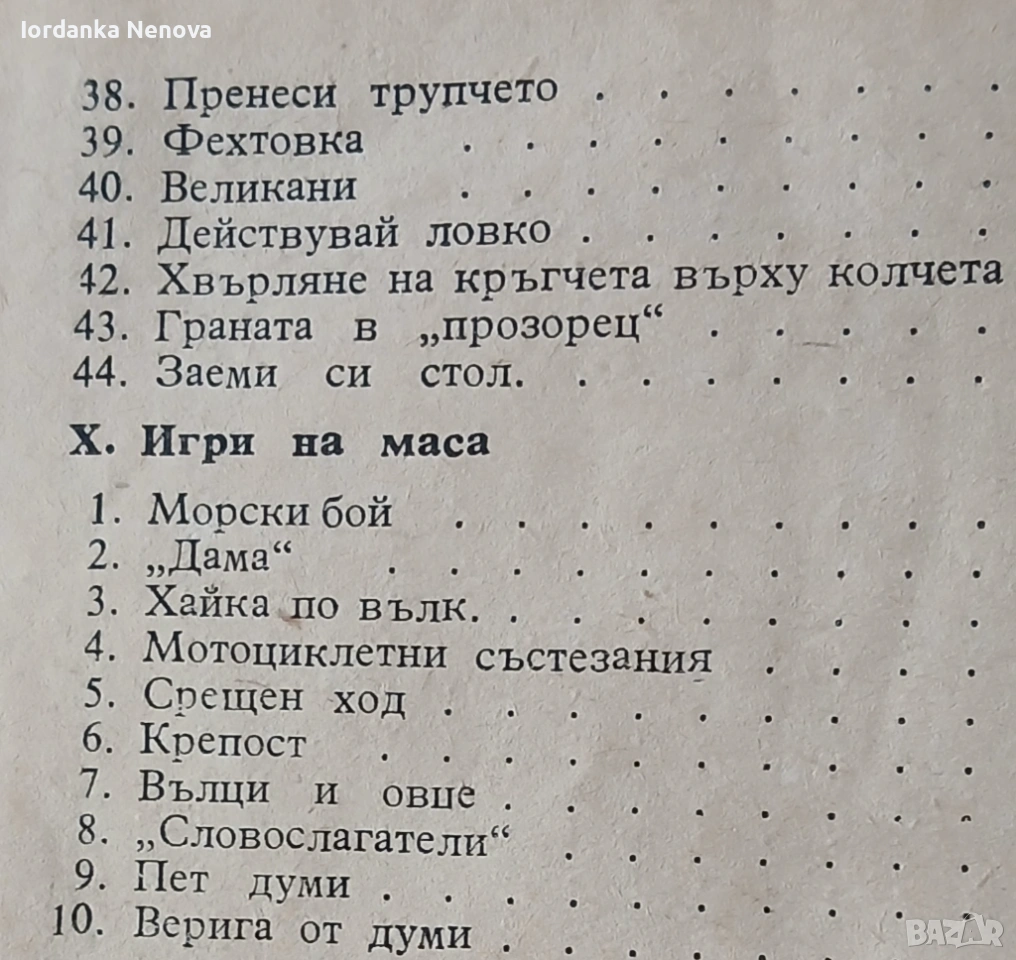 Iordanka Nenova
38. Пренеси трупчето . . . . . . .
39. Фехтовка . . . . . . . . .
40. Великани . . . . . . . . .
41. Действувай ловко . . . . . . .
42. Хвърляне на кръгчета върху колчета
43. Граната в „прозорец“ . . . . .
44. Заеми си стол. . . . . . . .
X. Игри на маса
1. Морски бой . . . . . . . . .
2. „Дама“ . . . . . . . . . .
3. Хайка по вълк. . . . . . . . .
4. Мотоциклетни състезания . . . .
5. Срещен ход . . . . . . . . .
6. Крепост . . . . . . . . . .
7. Вълци и овце . . . . . . . .
8. „Словослагатели“ . . . . . . .
9. Пет думи . . . . . . . . . .
10. Верига от думи . . . . . . . .
BAZAR